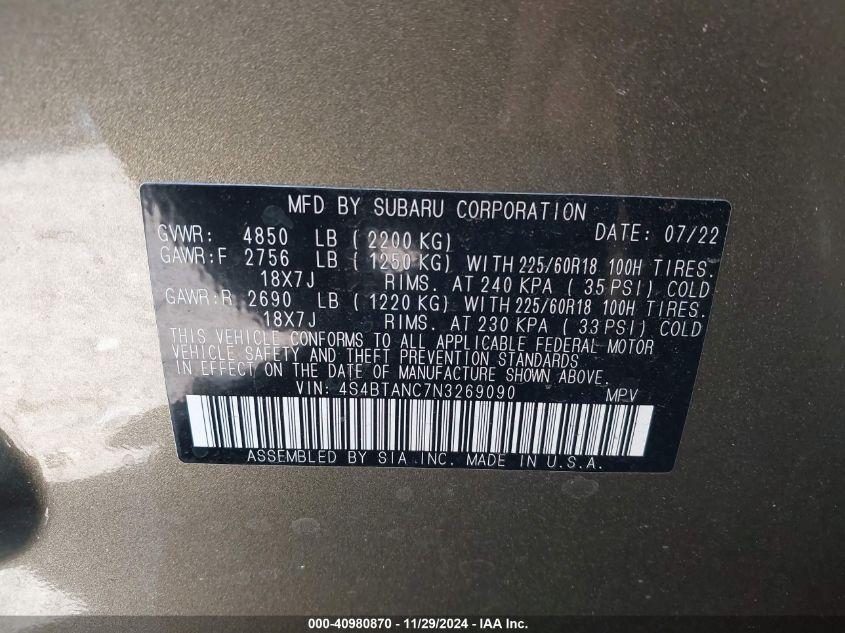 MFD BY SUBARU CORPORATION
GVWR: 4850 LB ( 2200 KG) DATE: 07/22
GAWR:F 2756 LB ( 1250 KG) WITH 225/60R18 100H TIRES.
18X7J RIMS. AT 240 KPA ( 35 PSI) COLD
GAWR:R 2690 LB ( 1220 KG) WITH 225/60R18 100H TIRES.
18X7J RIMS. AT 230 KPA ( 33 PSI) COLD
THIS VEHICLE CONFORMS TO ALL APPLICABLE FEDERAL MOTOR
VEHICLE SAFETY AND THEFT PREVENTION STANDARDS
IN EFFECT ON THE DATE OF MANUFACTURE SHOWN ABOVE.
VIN: 4S4BTANC7N3269090 MPV
ASSEMBLED BY SIA INC. MADE IN U.S.A.
000-40980870 - 11/29/2024 - IAA Inc.